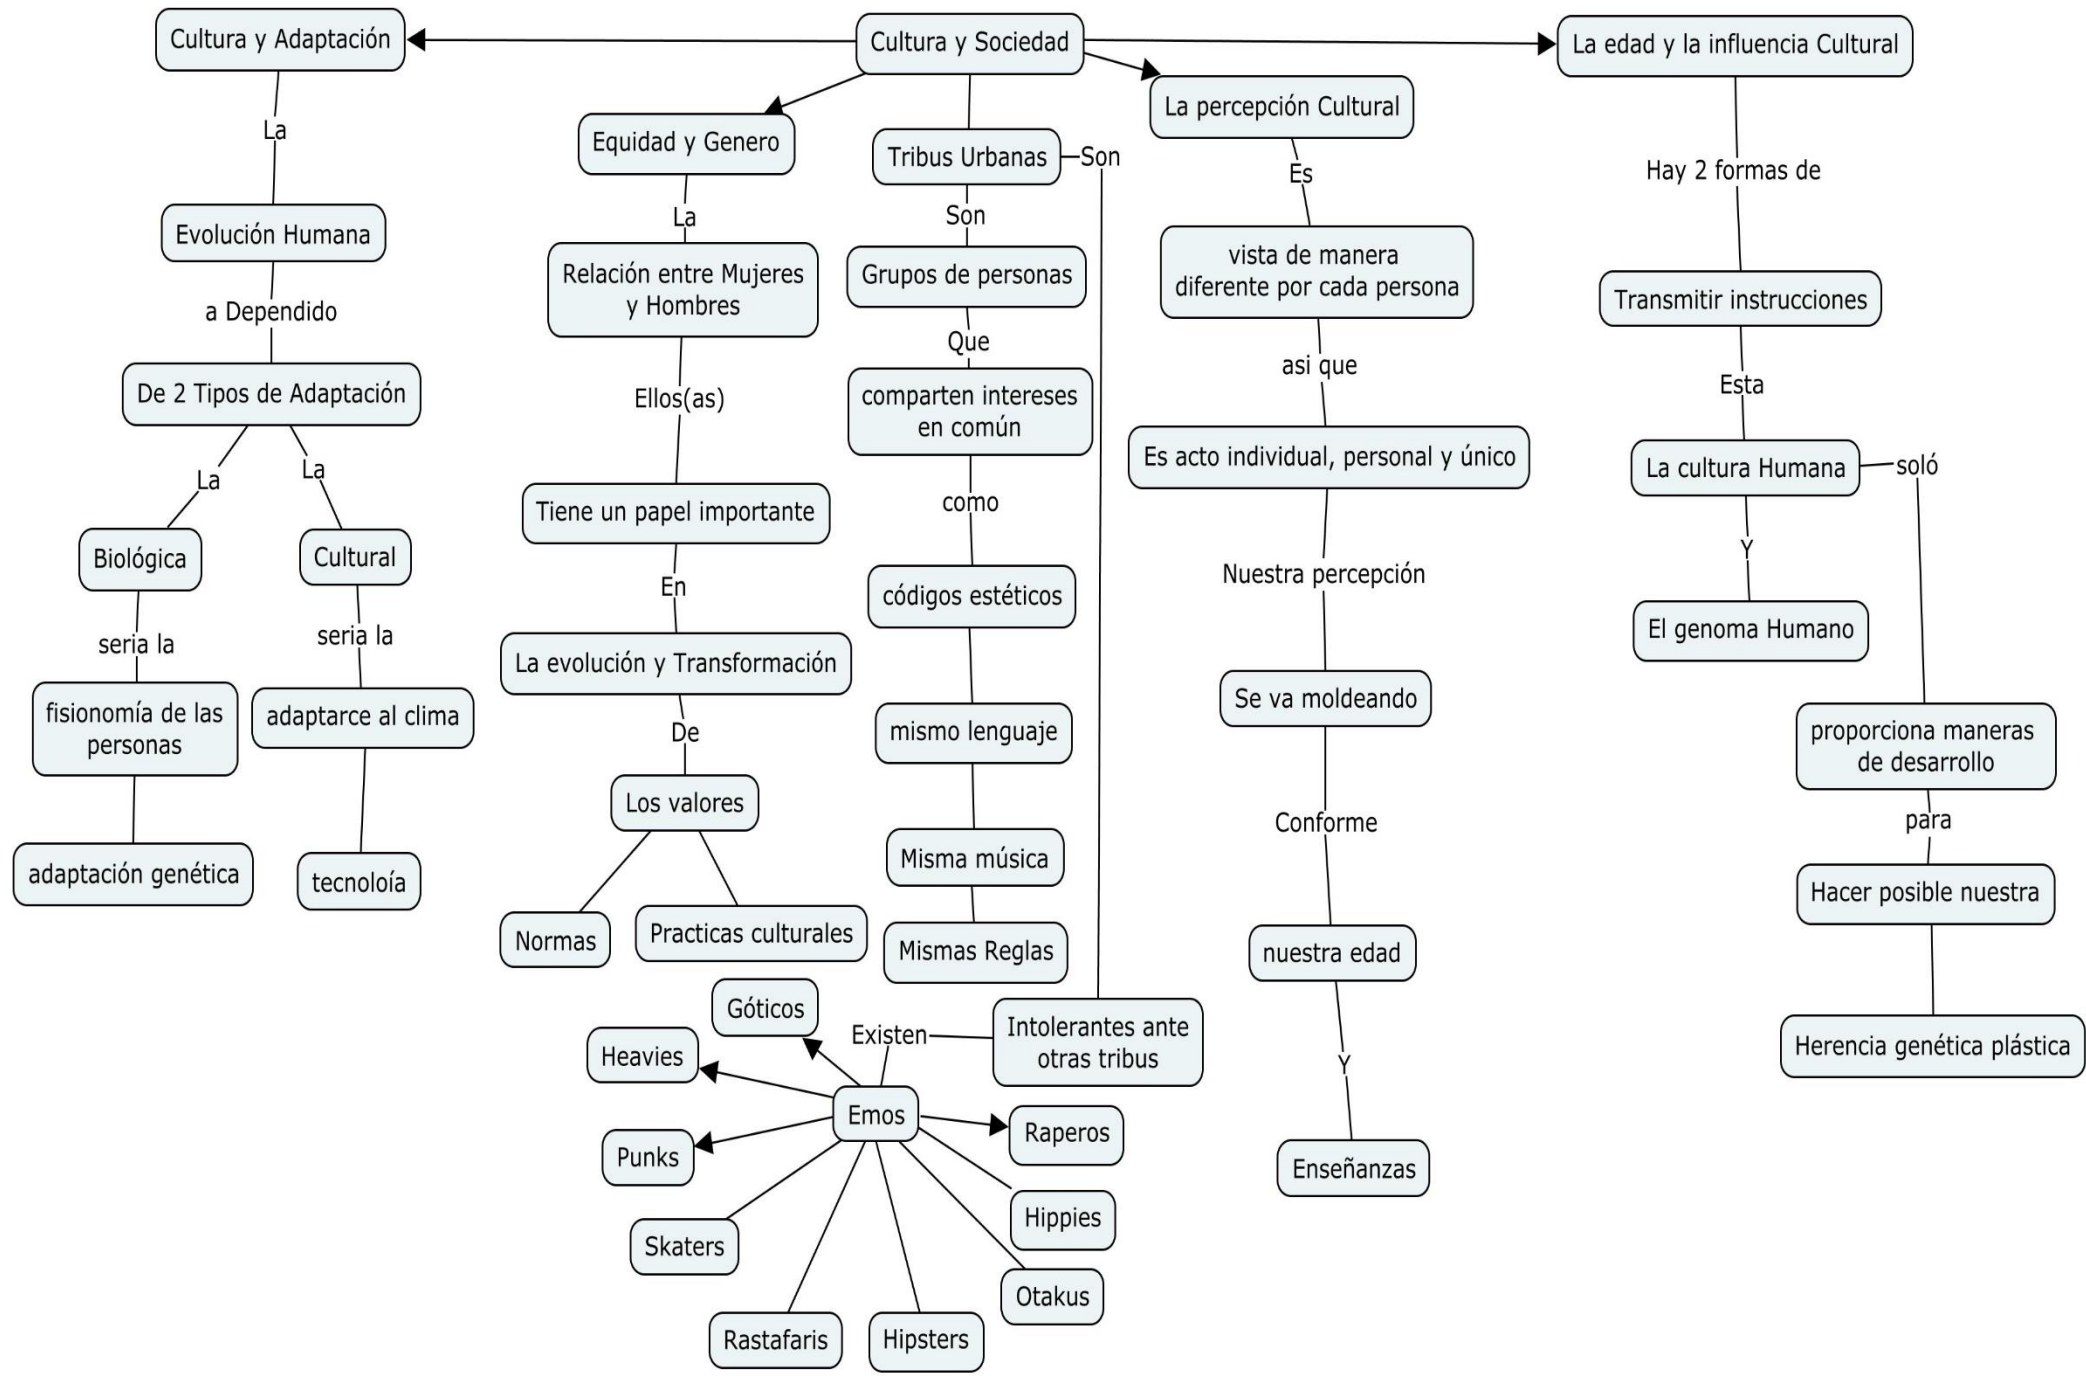 Cultura y Sociedad
Cultura y Adaptación
La
Evolución Humana
a Dependido
De 2 Tipos de Adaptación
La
Biológica
seria la
fisionomía de las
personas
adaptación genética
La
Cultural
seria la
adaptarce al clima
tecnoloía
Equidad y Genero
La
Relación entre Mujeres
y Hombres
Ellos(as)
Tiene un papel importante
En
La evolución y Transformación
De
Los valores
Normas
Practicas culturales
Tribus Urbanas
Son
Grupos de personas
Que
comparten intereses
en común
como
códigos estéticos
mismo lenguaje
Misma música
Mismas Reglas
Son
Intolerantes ante
otras tribus
Existen
Emos
Góticos
Heavies
Punks
Skaters
Rastafaris
Hipsters
Otakus
Hippies
Raperos
La percepción Cultural
Es
vista de manera
diferente por cada persona
asi que
Es acto individual, personal y único
Nuestra percepción
Se va moldeando
Conforme
nuestra edad
Y
Enseñanzas
La edad y la influencia Cultural
Hay 2 formas de
Transmitir instrucciones
Esta
La cultura Humana
Y
El genoma Humano
soló
proporciona maneras
de desarrollo
para
Hacer posible nuestra
Herencia genética plástica